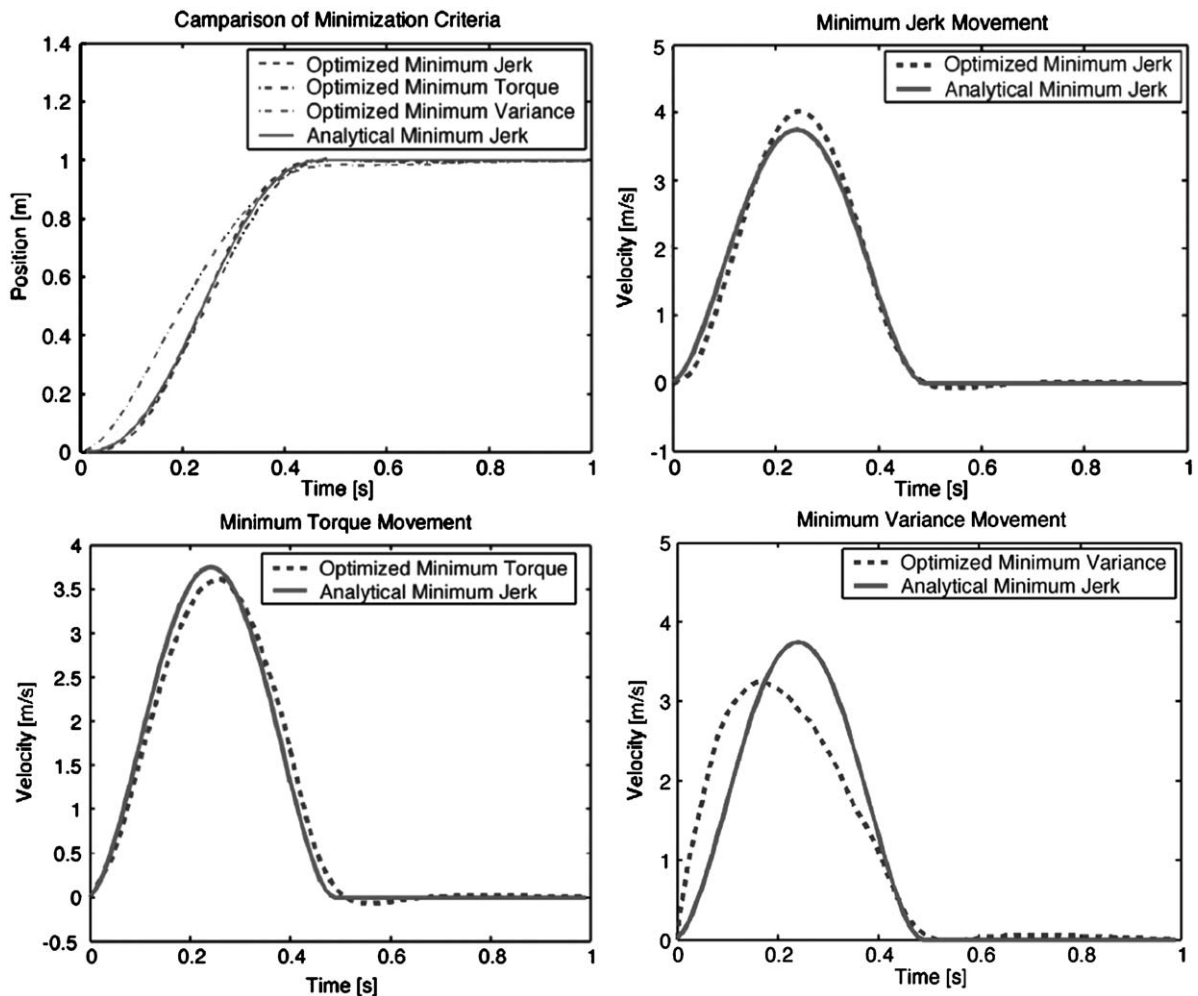 Camparison of Minimization Criteria
1.4
1.2
1
0.8
0.6
0.4
0.2
0
Position [m]
Optimized Minimum Jerk
Optimized Minimum Torque
Optimized Minimum Variance
Analytical Minimum Jerk
0 0.2 0.4 0.6 0.8 1
Time [s]
Minimum Jerk Movement
5
4
3
2
1
0
-1
Velocity [m/s]
Optimized Minimum Jerk
Analytical Minimum Jerk
0 0.2 0.4 0.6 0.8 1
Time [s]
Minimum Torque Movement
4
3.5
3
2.5
2
1.5
1
0.5
0
-0.5
Velocity [m/s]
Optimized Minimum Torque
Analytical Minimum Jerk
0 0.2 0.4 0.6 0.8 1
Time [s]
Minimum Variance Movement
5
4
3
2
1
0
Velocity [m/s]
Optimized Minimum Variance
Analytical Minimum Jerk
0 0.2 0.4 0.6 0.8 1
Time [s]